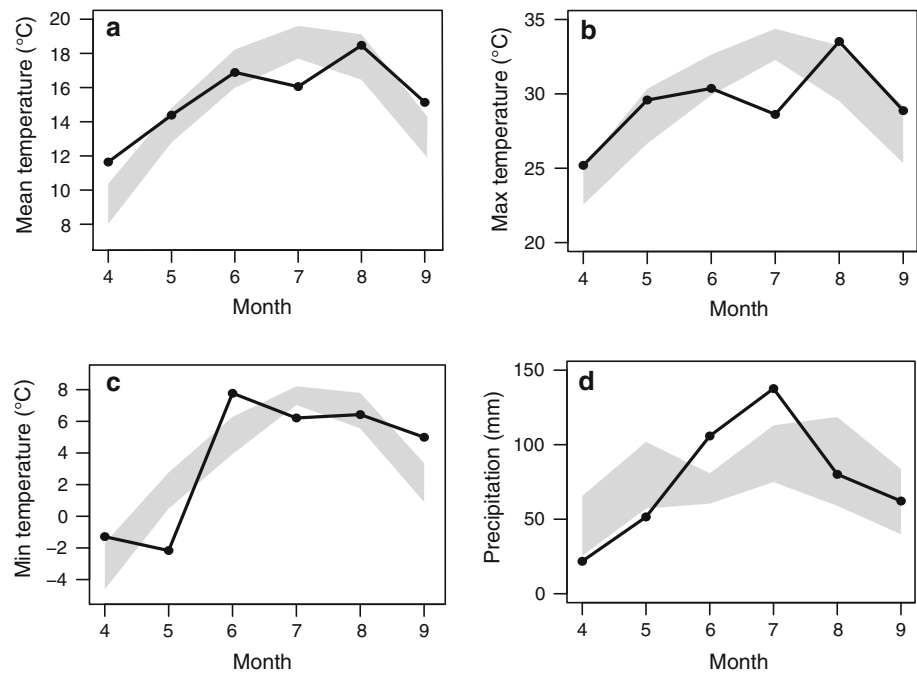 a
Mean temperature (°C)
20
18
16
14
12
10
8
4 5 6 7 8 9
Month
b
Max temperature (°C)
35
30
25
20
4 5 6 7 8 9
Month
c
Min temperature (°C)
8
6
4
2
0
−2
−4
4 5 6 7 8 9
Month
d
Precipitation (mm)
150
100
50
0
4 5 6 7 8 9
Month